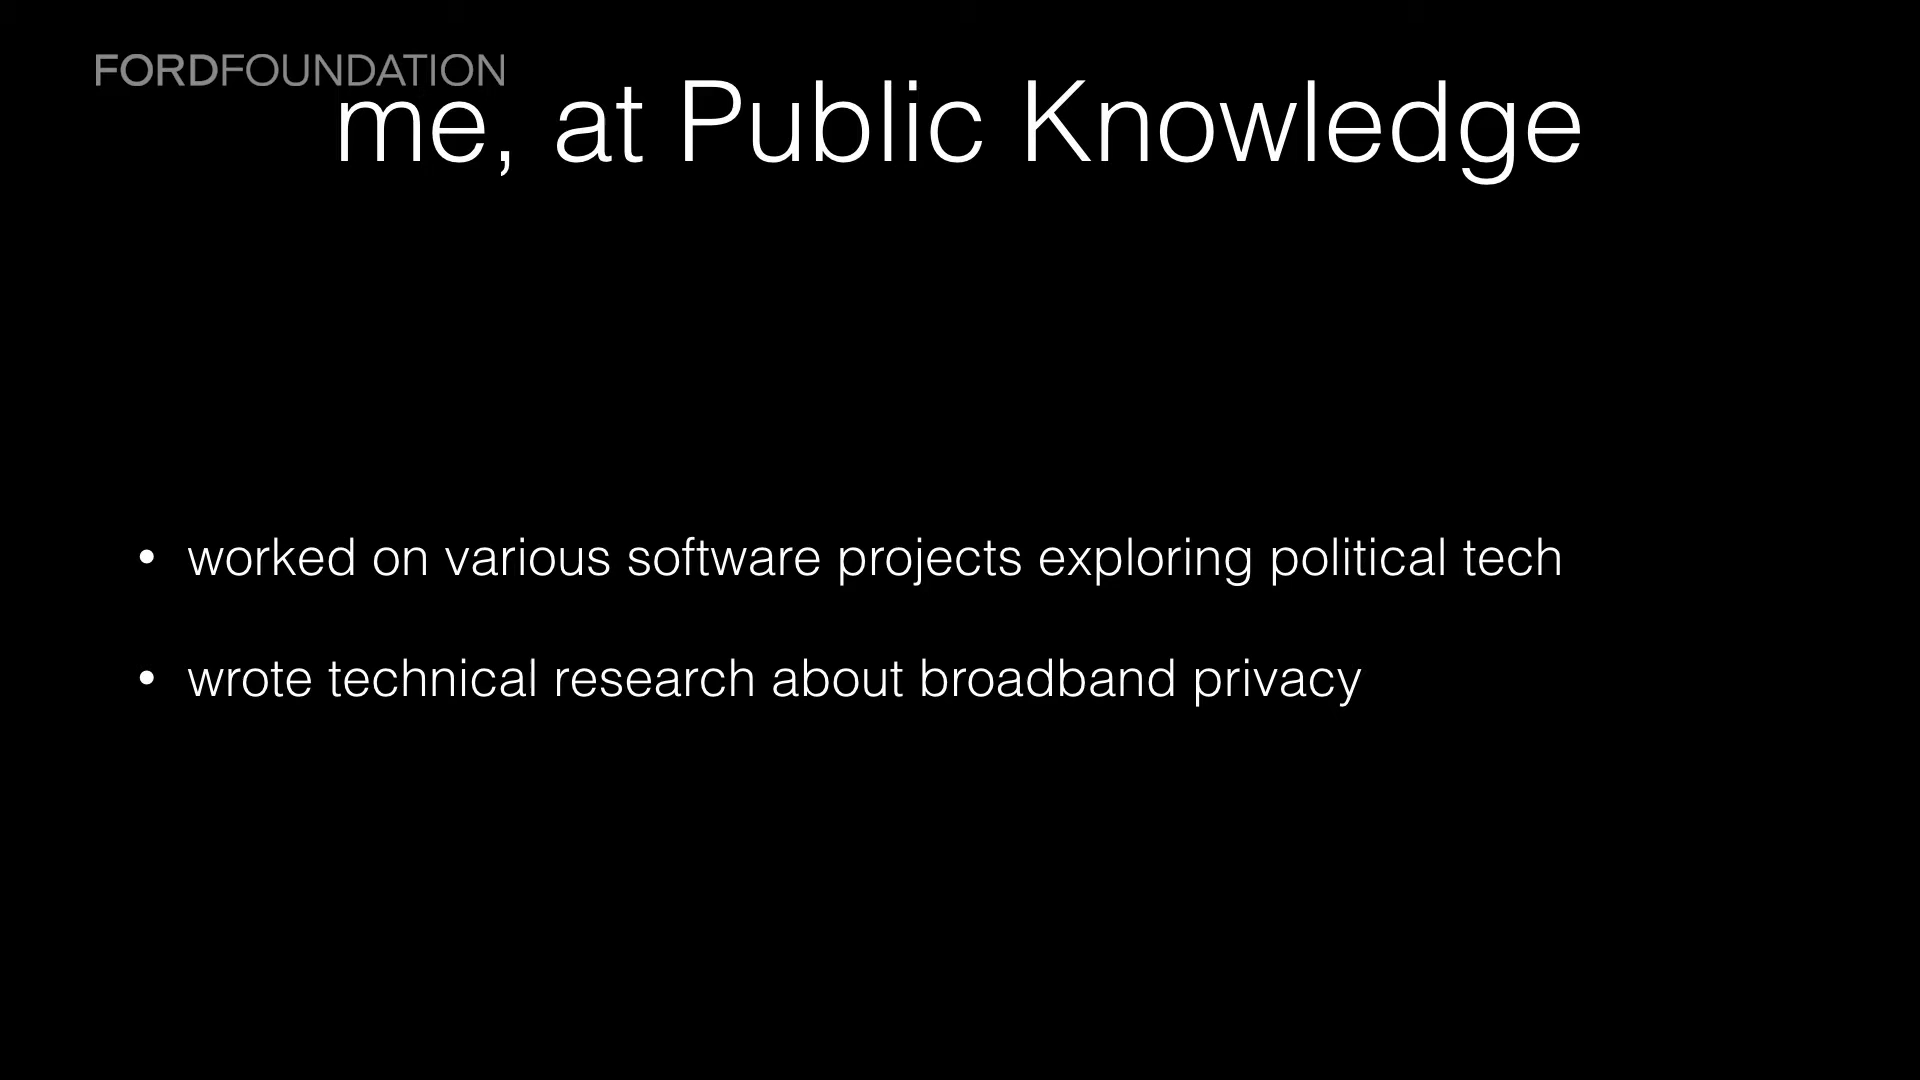 FORDFOUNDATION
me, at Public Knowledge
• worked on various software projects exploring political tech
• wrote technical research about broadband privacy